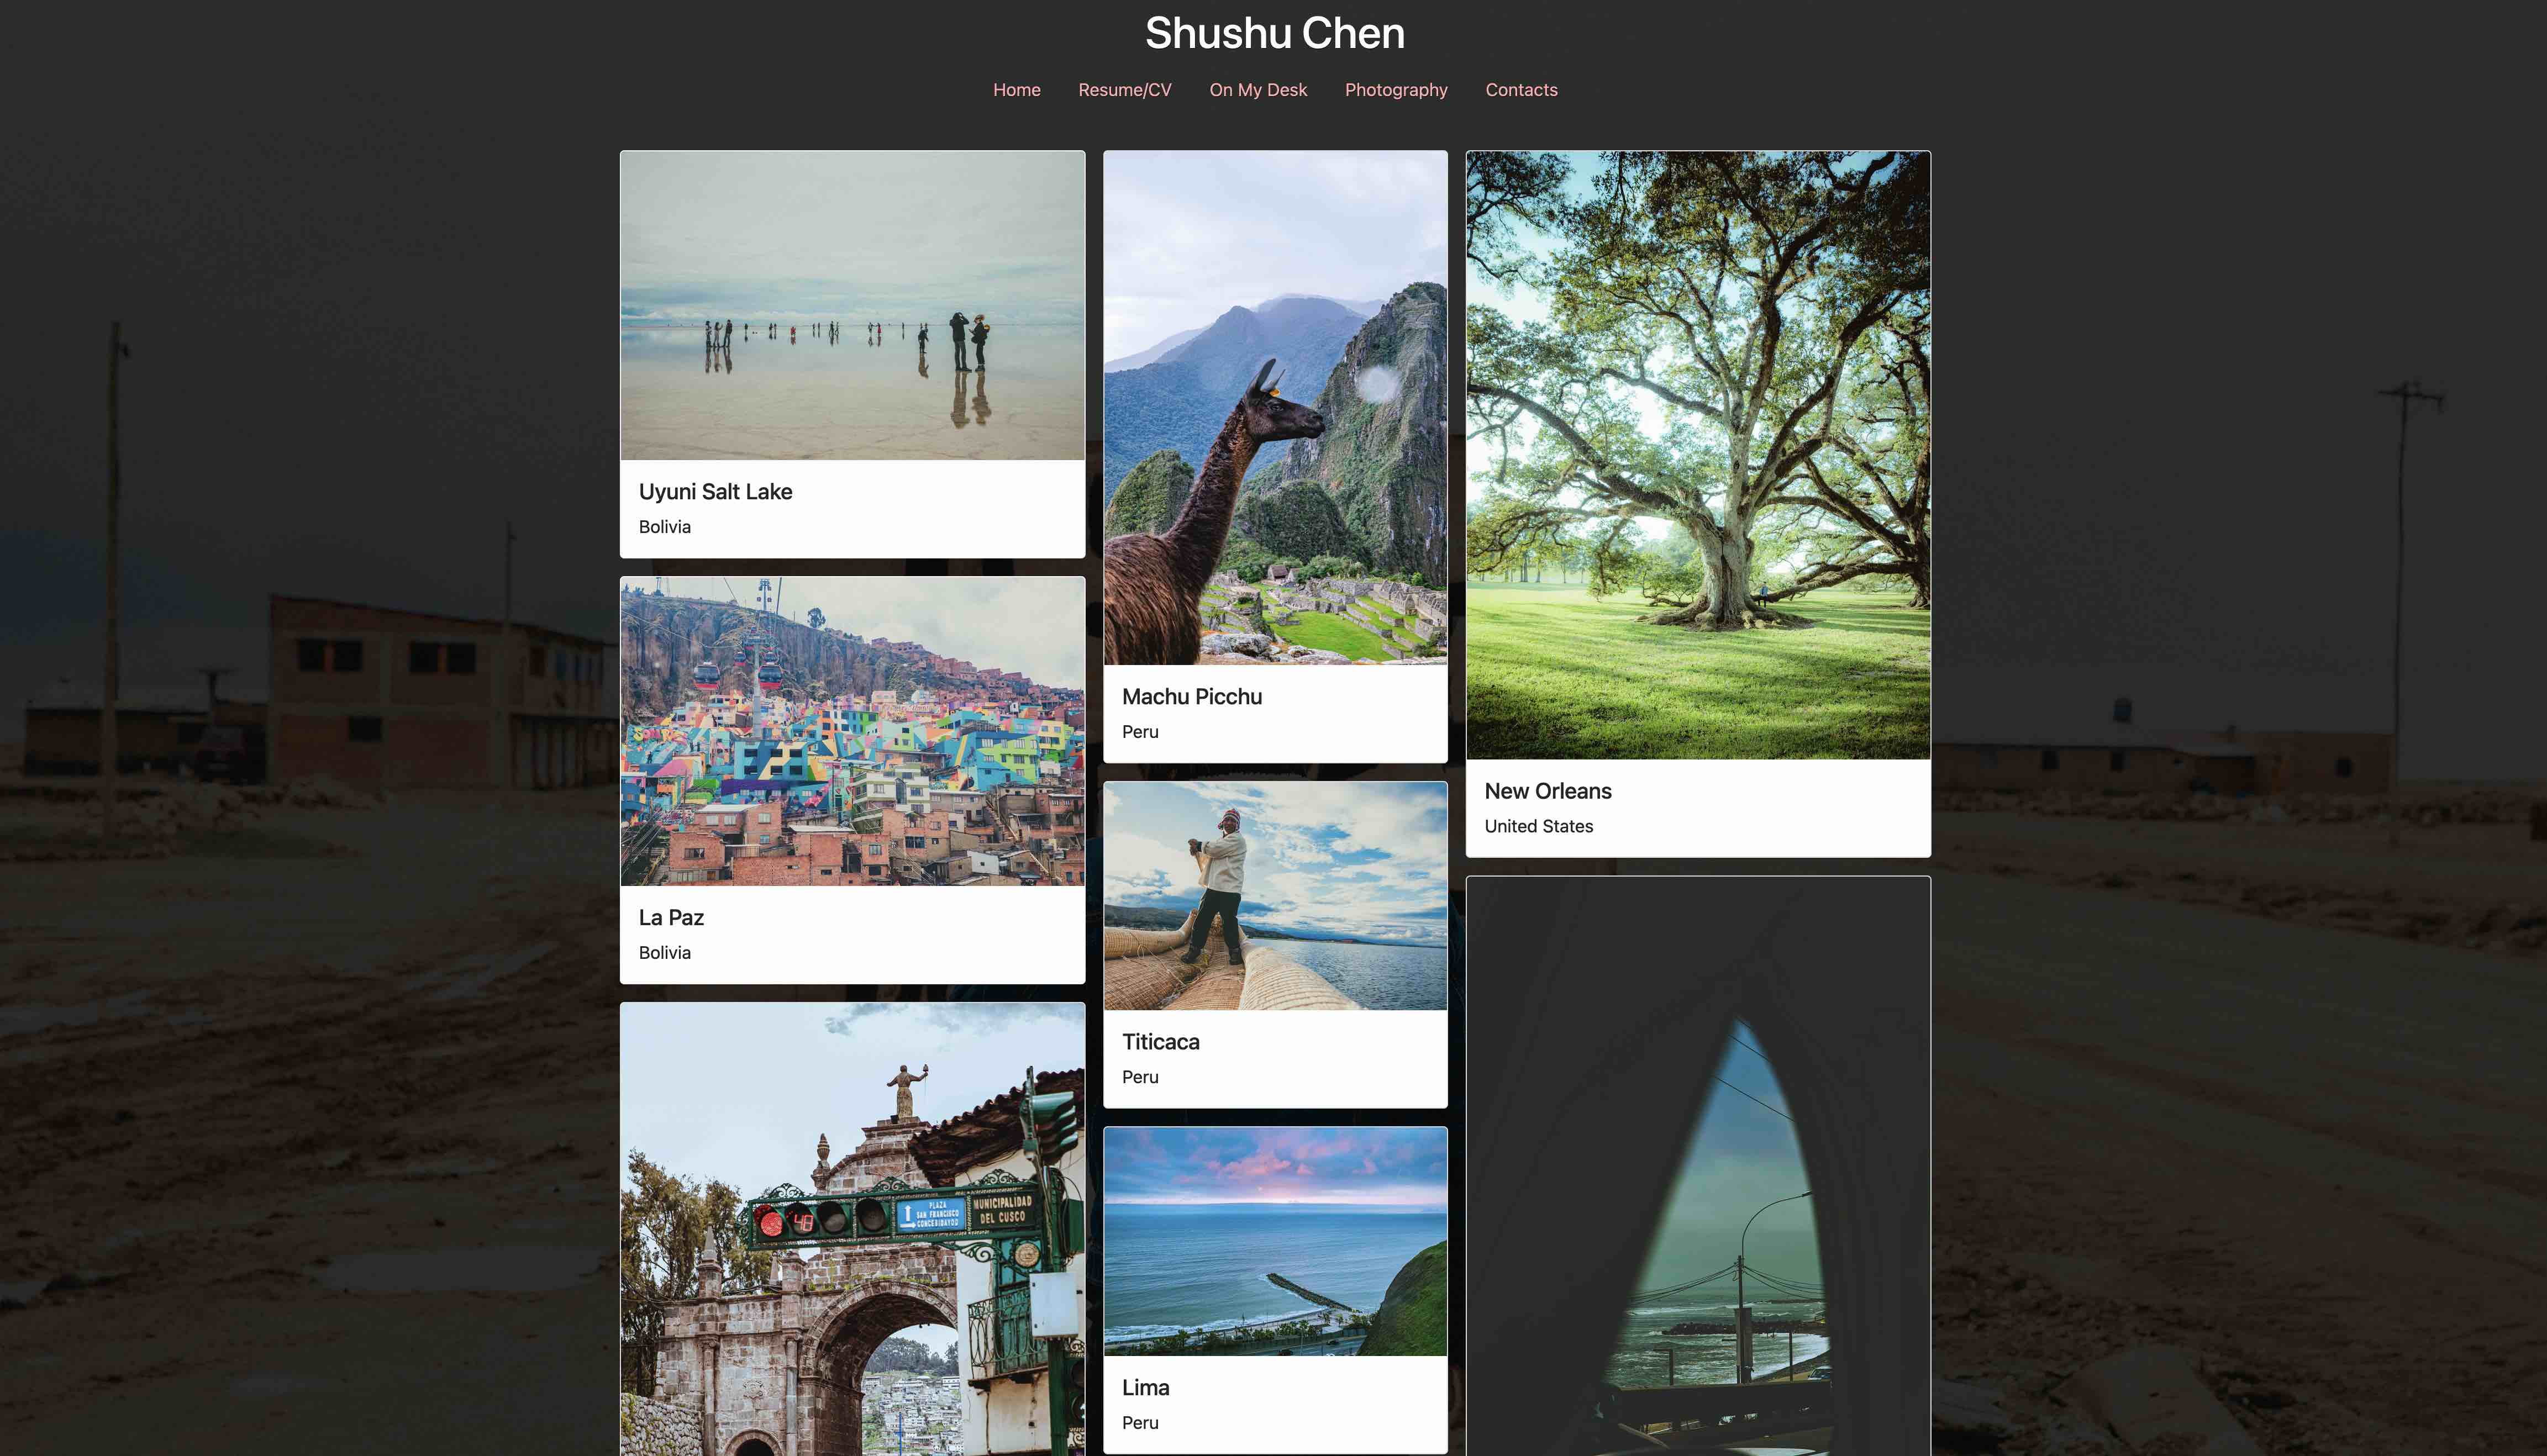 Shushu Chen
Home Resume/CV On My Desk Photography Contacts
Uyuni Salt Lake
Bolivia
La Paz
Bolivia
48
PLAZA
SAN FRANCISCO
MUNICIPALIDAD
DEL CUSCO
Machu Picchu
Peru
Titicaca
Peru
Lima
Peru
New Orleans
United States